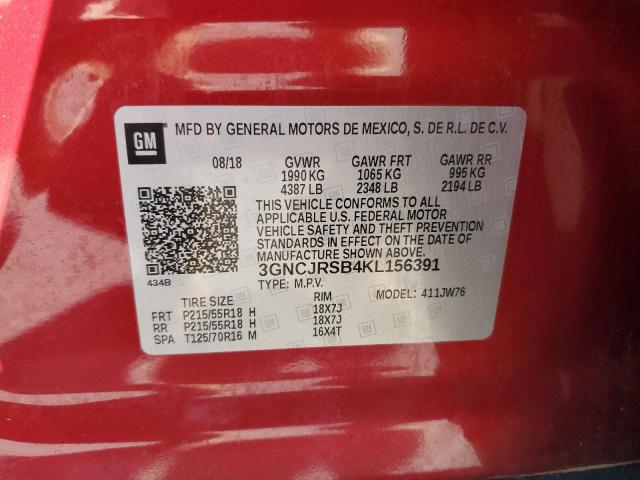 GM
MFD BY GENERAL MOTORS DE MEXICO, S. DE R.L. DE C.V.
08/18 GVWR GAWR FRT GAWR RR
1990 KG 1065 KG 995 KG
4387 LB 2348 LB 2194 LB
THIS VEHICLE CONFORMS TO ALL
APPLICABLE U.S. FEDERAL MOTOR
VEHICLE SAFETY AND THEFT PREVENTION
STANDARDS IN EFFECT ON THE DATE OF
MANUFACTURE SHOWN ABOVE.
434B 3GNCJRSB4KL156391
TYPE: M.P.V.
TIRE SIZE RIM MODEL: 411JW76
FRT P215/55R18 H 18X7J
RR P215/55R18 H 18X7J
SPA T125/70R16 M 16X4T